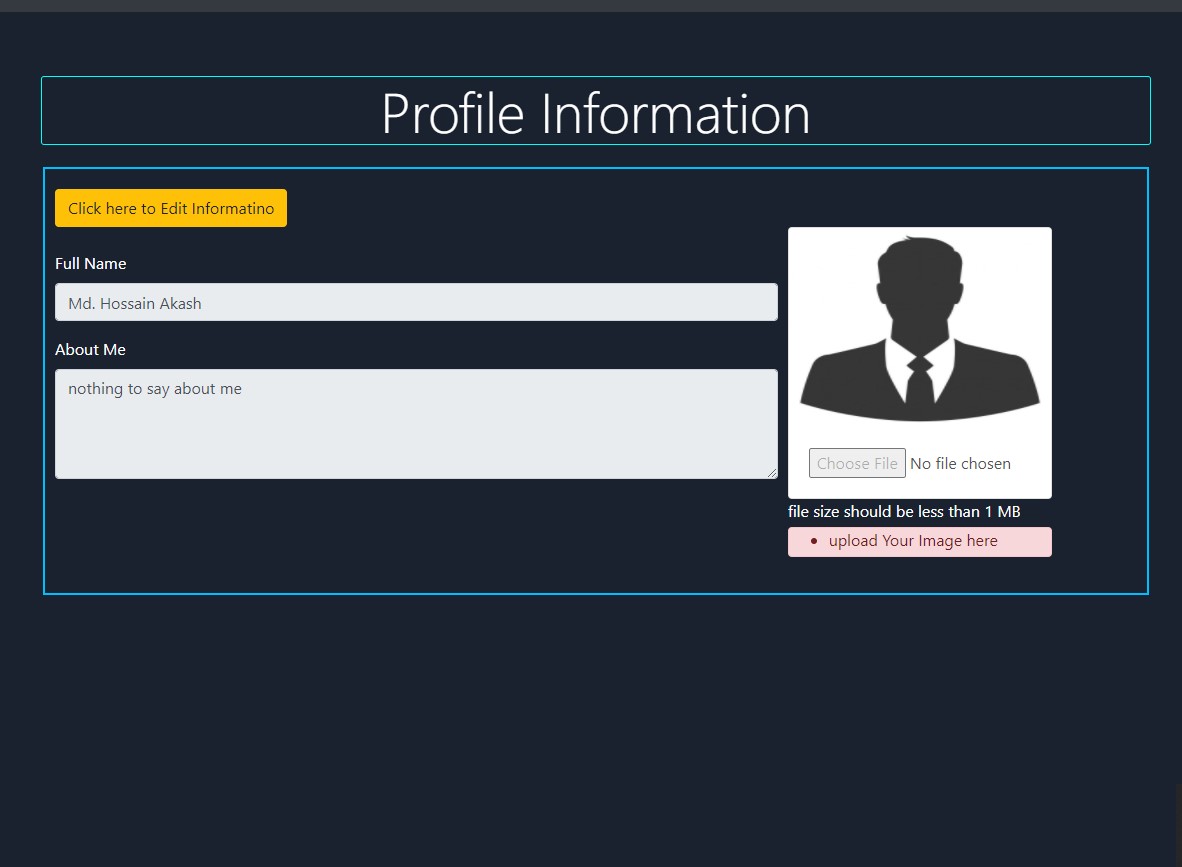 Profile Information
Click here to Edit Informatino
Full Name
Md. Hossain Akash
About Me
nothing to say about me
Choose File No file chosen
file size should be less than 1 MB
upload Your Image here